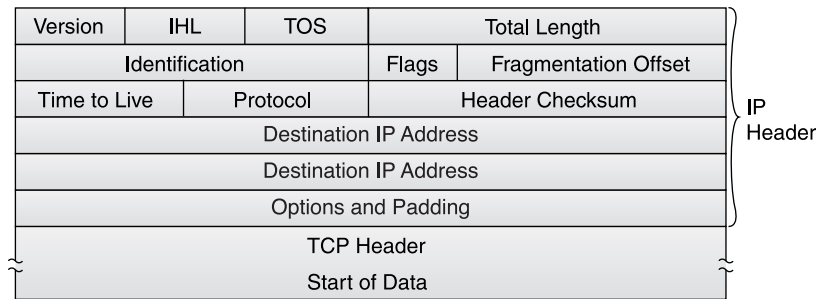 Version IHL TOS Total Length
Identification Flags Fragmentation Offset
Time to Live Protocol Header Checksum
Destination IP Address
Destination IP Address
Options and Padding
TCP Header
Start of Data
IP
Header